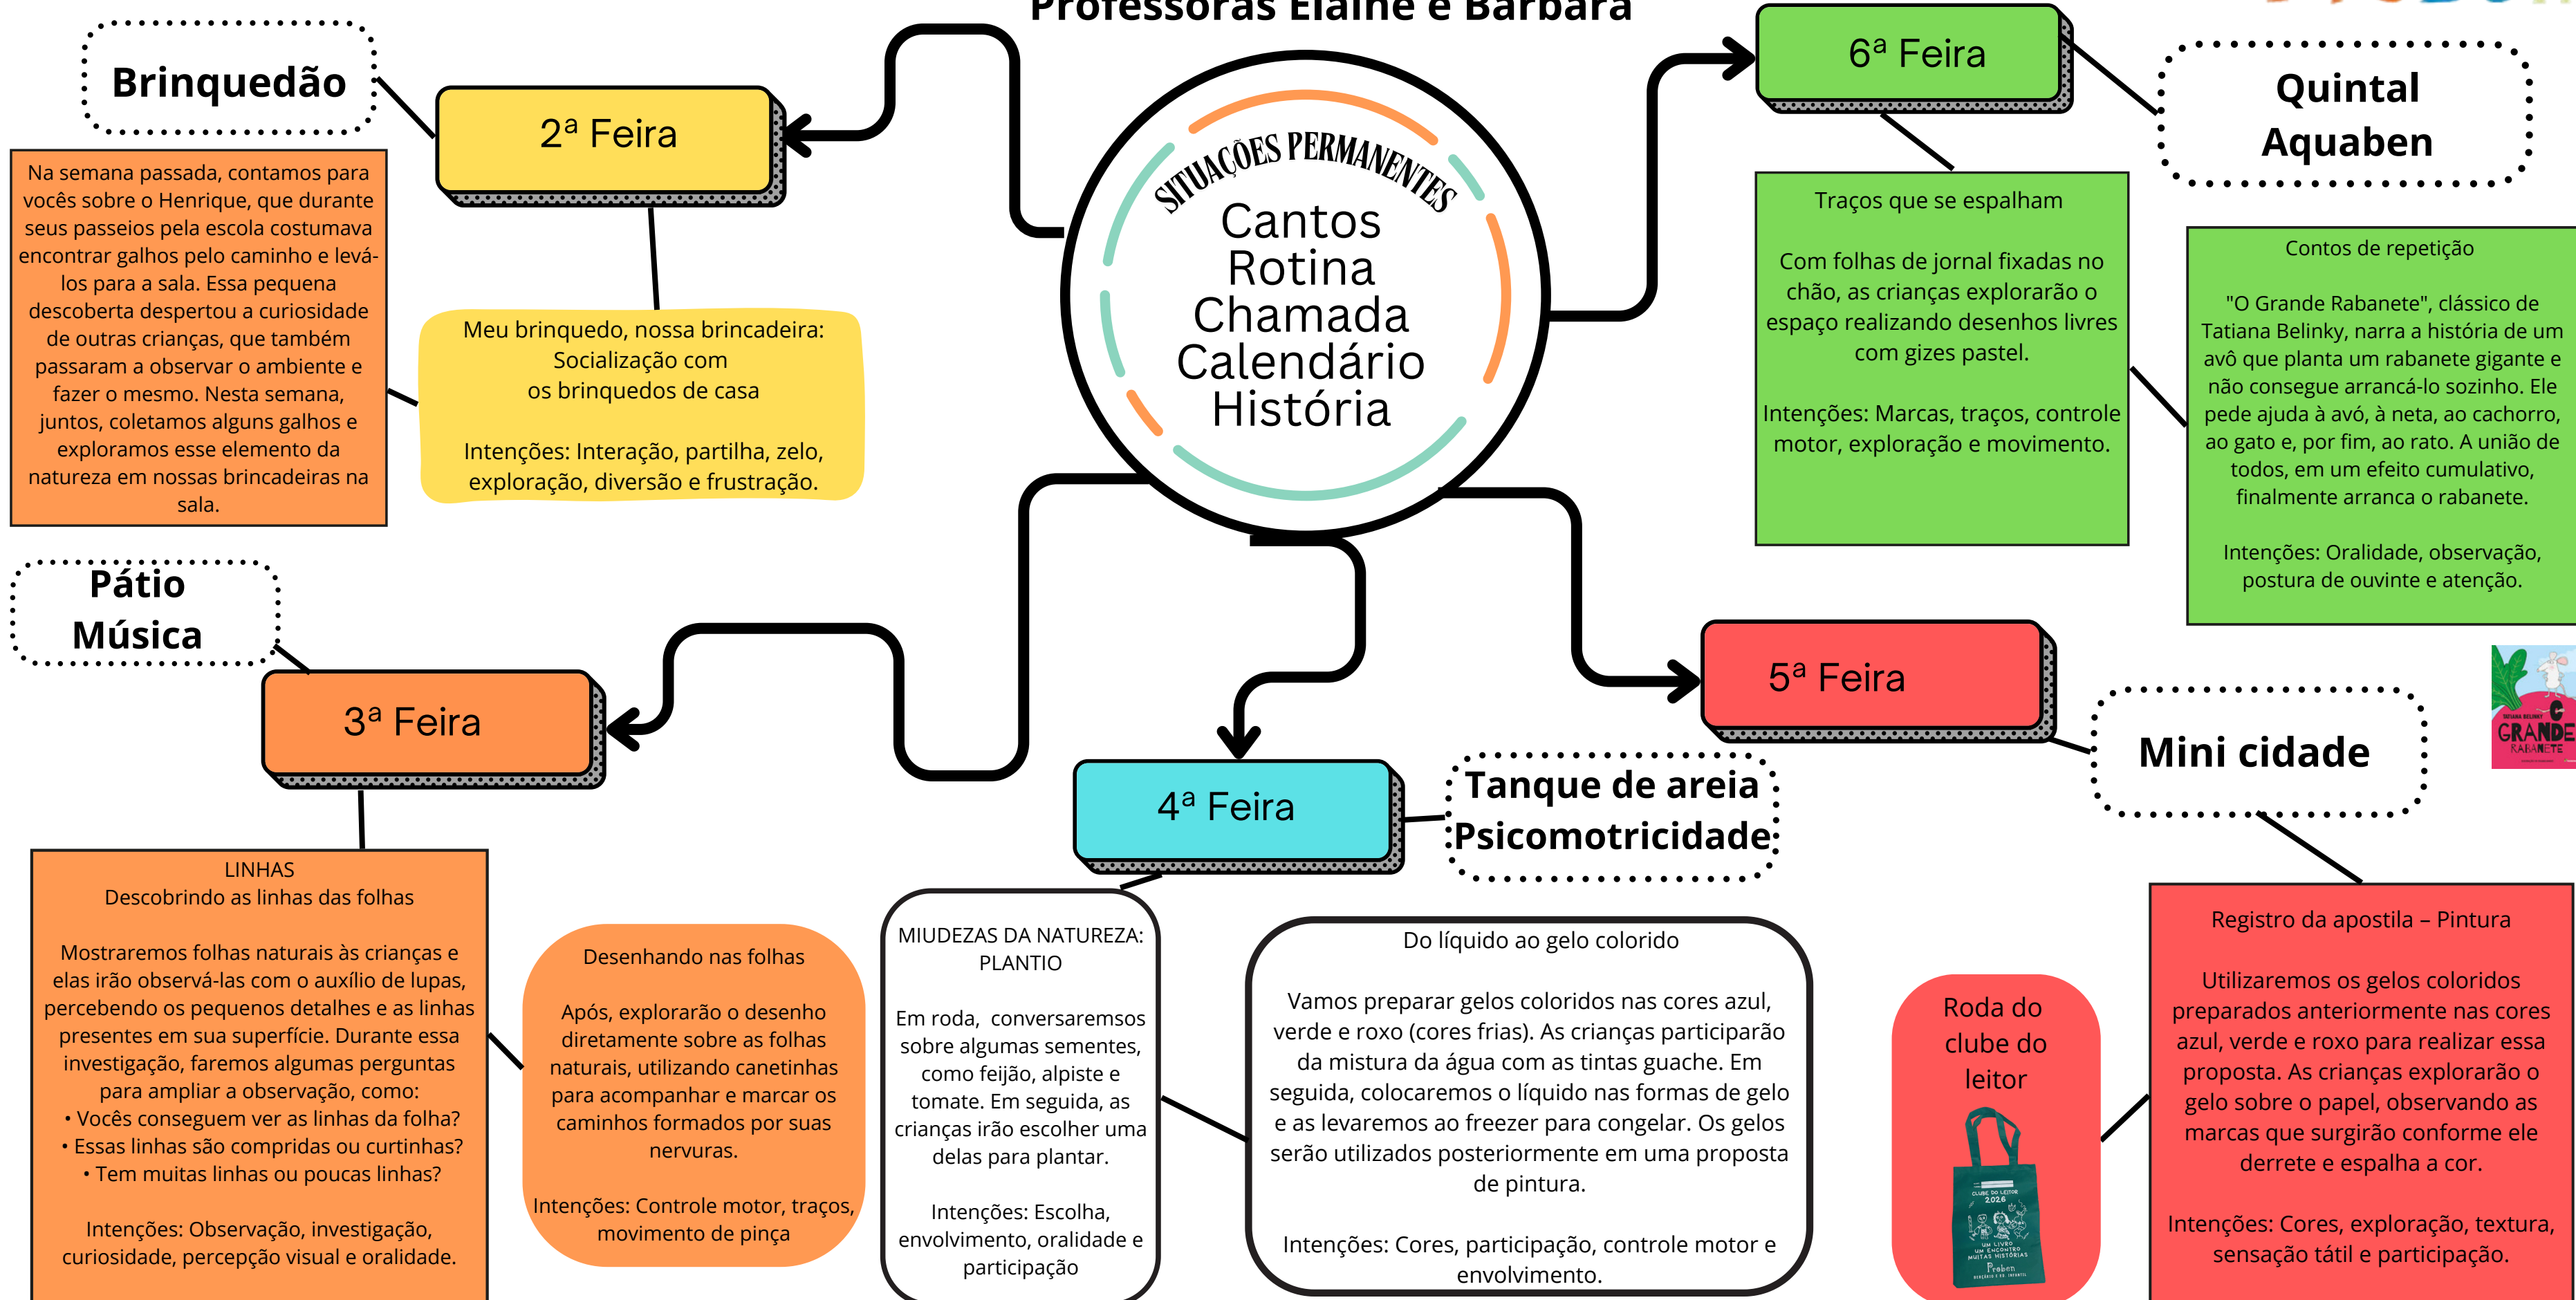 Professoras Elaine e Bárbara
SITUAÇÕES PERMANENTES
Cantos
Rotina
Chamada
Calendário
História
Brinquedão
2ª Feira
Na semana passada, contamos para
vocês sobre o Henrique, que durante
seus passeios pela escola costumava
encontrar galhos pelo caminho e levá-
los para a sala. Essa pequena
descoberta despertou a curiosidade
de outras crianças, que também
passaram a observar o ambiente e
fazer o mesmo. Nesta semana,
juntos, coletamos alguns galhos e
exploramos esse elemento da
natureza em nossas brincadeiras na
sala.
Meu brinquedo, nossa brincadeira:
Socialização com
os brinquedos de casa
Intenções: Interação, partilha, zelo,
exploração, diversão e frustração.
Pátio
Música
3ª Feira
LINHAS
Descobrindo as linhas das folhas
Mostraremos folhas naturais às crianças e
elas irão observá-las com o auxílio de lupas,
percebendo os pequenos detalhes e as linhas
presentes em sua superfície. Durante essa
investigação, faremos algumas perguntas
para ampliar a observação, como:
• Vocês conseguem ver as linhas da folha?
• Essas linhas são compridas ou curtinhas?
• Tem muitas linhas ou poucas linhas?
Intenções: Observação, investigação,
curiosidade, percepção visual e oralidade.
Desenhando nas folhas
Após, explorarão o desenho
diretamente sobre as folhas
naturais, utilizando canetinhas
para acompanhar e marcar os
caminhos formados por suas
nervuras.
Intenções: Controle motor, traços,
movimento de pinça
4ª Feira
Tanque de areia
Psicomotricidade
MIUDEZAS DA NATUREZA:
PLANTIO
Em roda,  conversaremsos
sobre algumas sementes,
como feijão, alpiste e
tomate. Em seguida, as
crianças irão escolher uma
delas para plantar.
Intenções: Escolha,
envolvimento, oralidade e
participação
Do líquido ao gelo colorido
Vamos preparar gelos coloridos nas cores azul,
verde e roxo (cores frias). As crianças participarão
da mistura da água com as tintas guache. Em
seguida, colocaremos o líquido nas formas de gelo
e as levaremos ao freezer para congelar. Os gelos
serão utilizados posteriormente em uma proposta
de pintura.
Intenções: Cores, participação, controle motor e
envolvimento.
5ª Feira
Mini cidade
Registro da apostila – Pintura
Utilizaremos os gelos coloridos
preparados anteriormente nas cores
azul, verde e roxo para realizar essa
proposta. As crianças explorarão o
gelo sobre o papel, observando as
marcas que surgirão conforme ele
derrete e espalha a cor.
Intenções: Cores, exploração, textura,
sensação tátil e participação.
Roda do
clube do
leitor
CLUBE DO LEITOR
2026
UM LIVRO
UM ENCONTRO
MUITAS HISTÓRIAS
Proben
6ª Feira
Quintal
Aquaben
Traços que se espalham
Com folhas de jornal fixadas no
chão, as crianças explorarão o
espaço realizando desenhos livres
com gizes pastel.
Intenções: Marcas, traços, controle
motor, exploração e movimento.
Contos de repetição
"O Grande Rabanete", clássico de
Tatiana Belinky, narra a história de um
avô que planta um rabanete gigante e
não consegue arrancá-lo sozinho. Ele
pede ajuda à avó, à neta, ao cachorro,
ao gato e, por fim, ao rato. A união de
todos, em um efeito cumulativo,
finalmente arranca o rabanete.
Intenções: Oralidade, observação,
postura de ouvinte e atenção.
TATIANA BELINKY
GRANDE
RABANETE